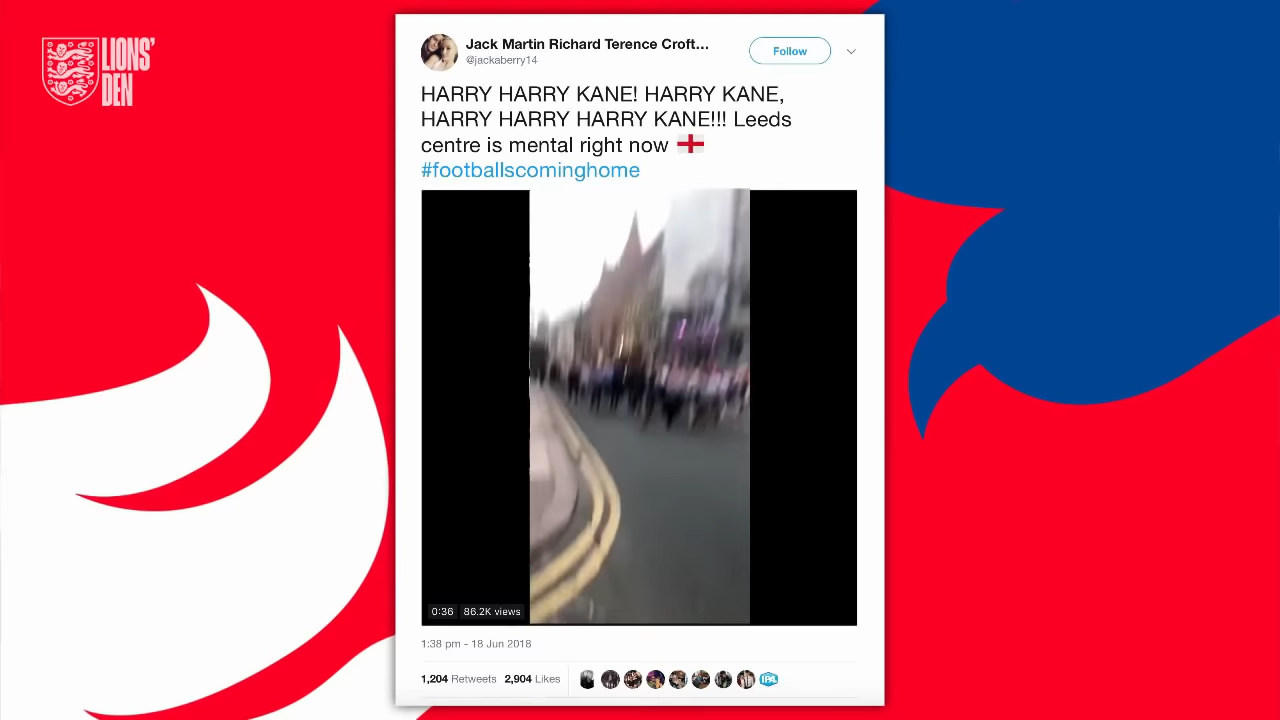 LIONS'
DEN
Jack Martin Richard Terence Croft...
@jackaberry14
Follow
HARRY HARRY KANE! HARRY KANE,
HARRY HARRY HARRY KANE!!! Leeds
centre is mental right now
#footballscominghome
0:36 86.2K views
1:38 pm - 18 Jun 2018
1,204 Retweets 2,904 Likes